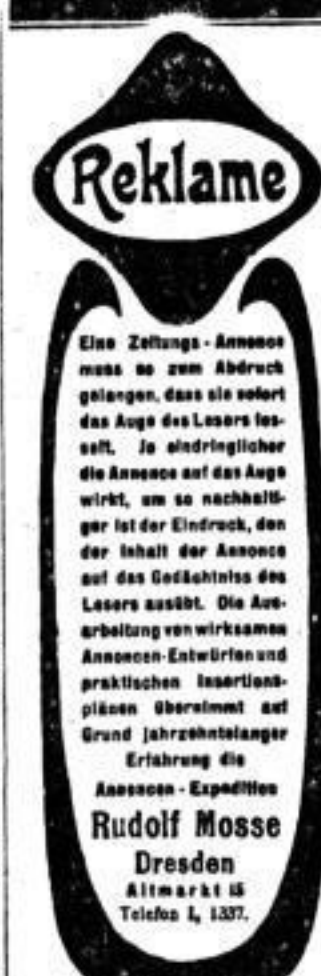 Reklame
Eine Zeitungs-Annonce
muss so zum Abdruck
gelangen, dass sie sofort
das Auge des Lesers fes-
selt. Je eindringlicher
die Annonce auf das Auge
wirkt, um so nachhalti-
ger ist der Eindruck, den
der Inhalt der Annonce
auf das Gedächtniss des
Lesers ausübt. Die Aus-
arbeitung von wirksamen
Annoncen-Entwürfen und
praktischen Insertions-
plänen übernimmt auf
Grund jahrzehntelanger
Erfahrung die
Annoncen-Expedition
Rudolf Mosse
Dresden
Altmarkt 15
Telefon I, 1337.